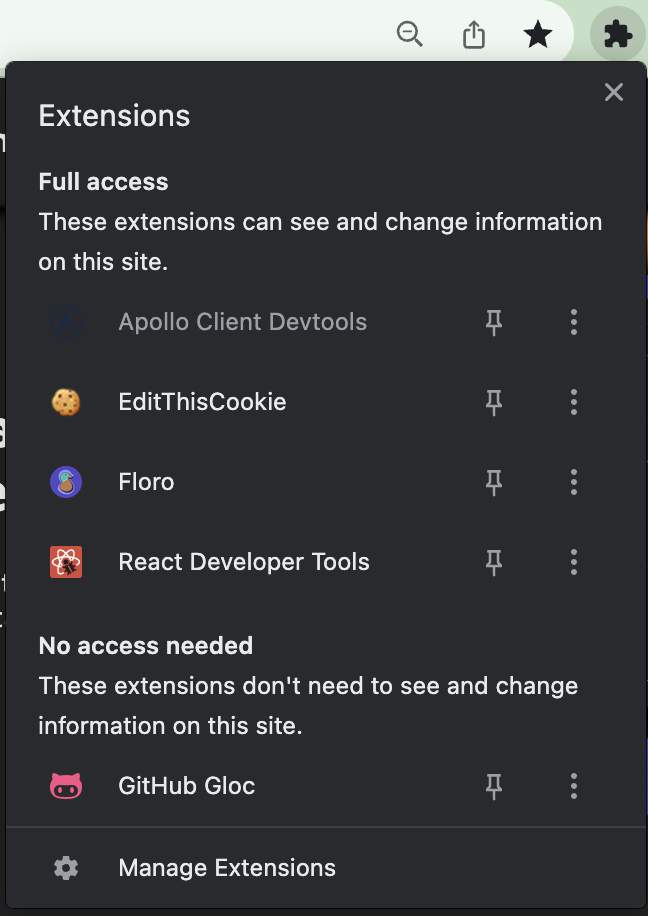 Extensions
Full access
These extensions can see and change information
on this site.
Apollo Client Devtools
EditThisCookie
Floro
React Developer Tools
No access needed
These extensions don't need to see and change
information on this site.
GitHub Gloc
Manage Extensions